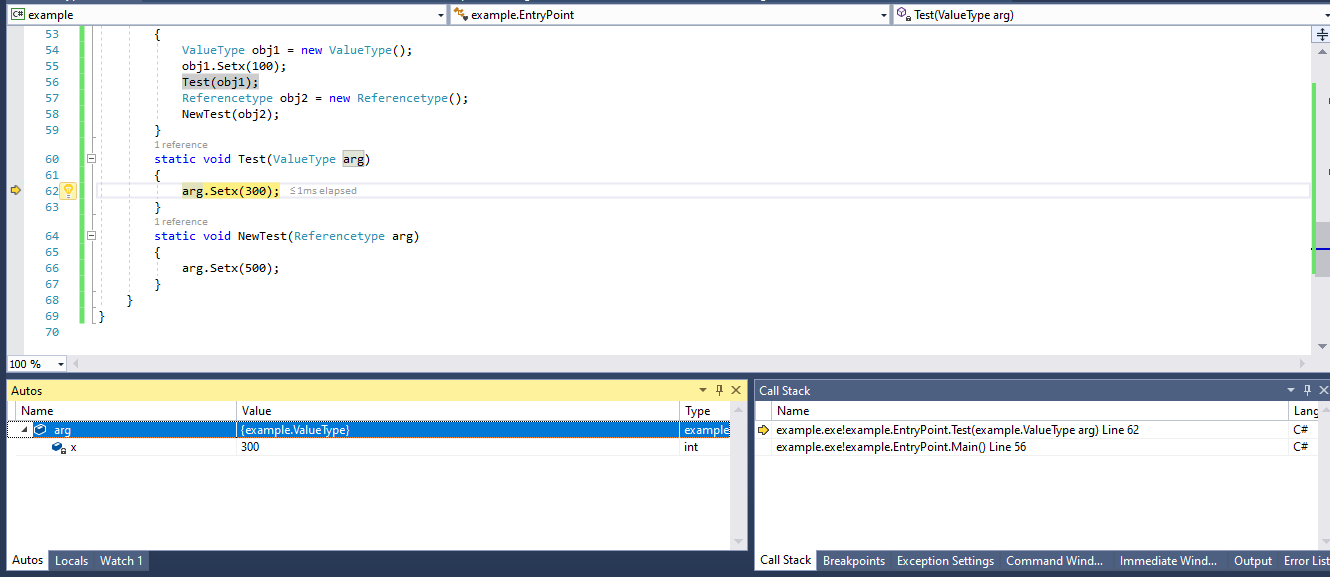 C# example example.EntryPoint Test(ValueType arg)
53 {
54 ValueType obj1 = new ValueType();
55 obj1.Setx(100);
56 Test(obj1);
57 Referencetype obj2 = new Referencetype();
58 NewTest(obj2);
59 }
1 reference
60 static void Test(ValueType arg)
61 {
62 arg.Setx(300); ≤1ms elapsed
63 }
1 reference
64 static void NewTest(Referencetype arg)
65 {
66 arg.Setx(500);
67 }
68 }
69 }
70
100 %
Autos
Name Value Type
arg {example.ValueType} example
x 300 int
Autos Locals Watch 1
Call Stack
Name Lang
example.exe!example.EntryPoint.Test(example.ValueType arg) Line 62 C#
example.exe!example.EntryPoint.Main() Line 56 C#
Call Stack Breakpoints Exception Settings Command Wind... Immediate Wind... Output Error List